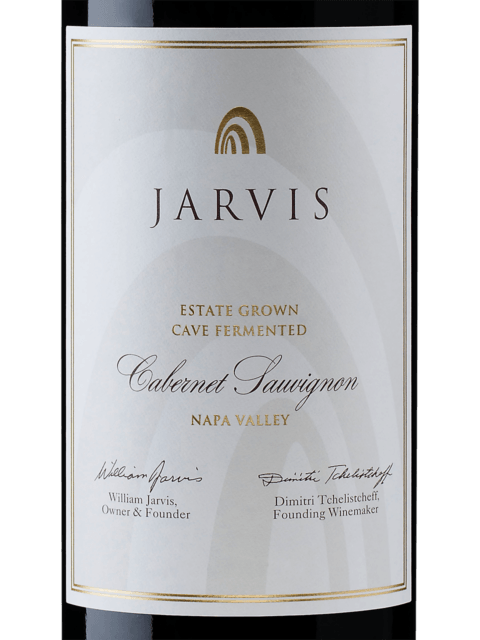 JARVIS
ESTATE GROWN
CAVE FERMENTED
Cabernet Sauvignon
NAPA VALLEY
William Jarvis
William Jarvis,
Owner & Founder
Dimitri Tchelistcheff
Dimitri Tchelistcheff,
Founding Winemaker